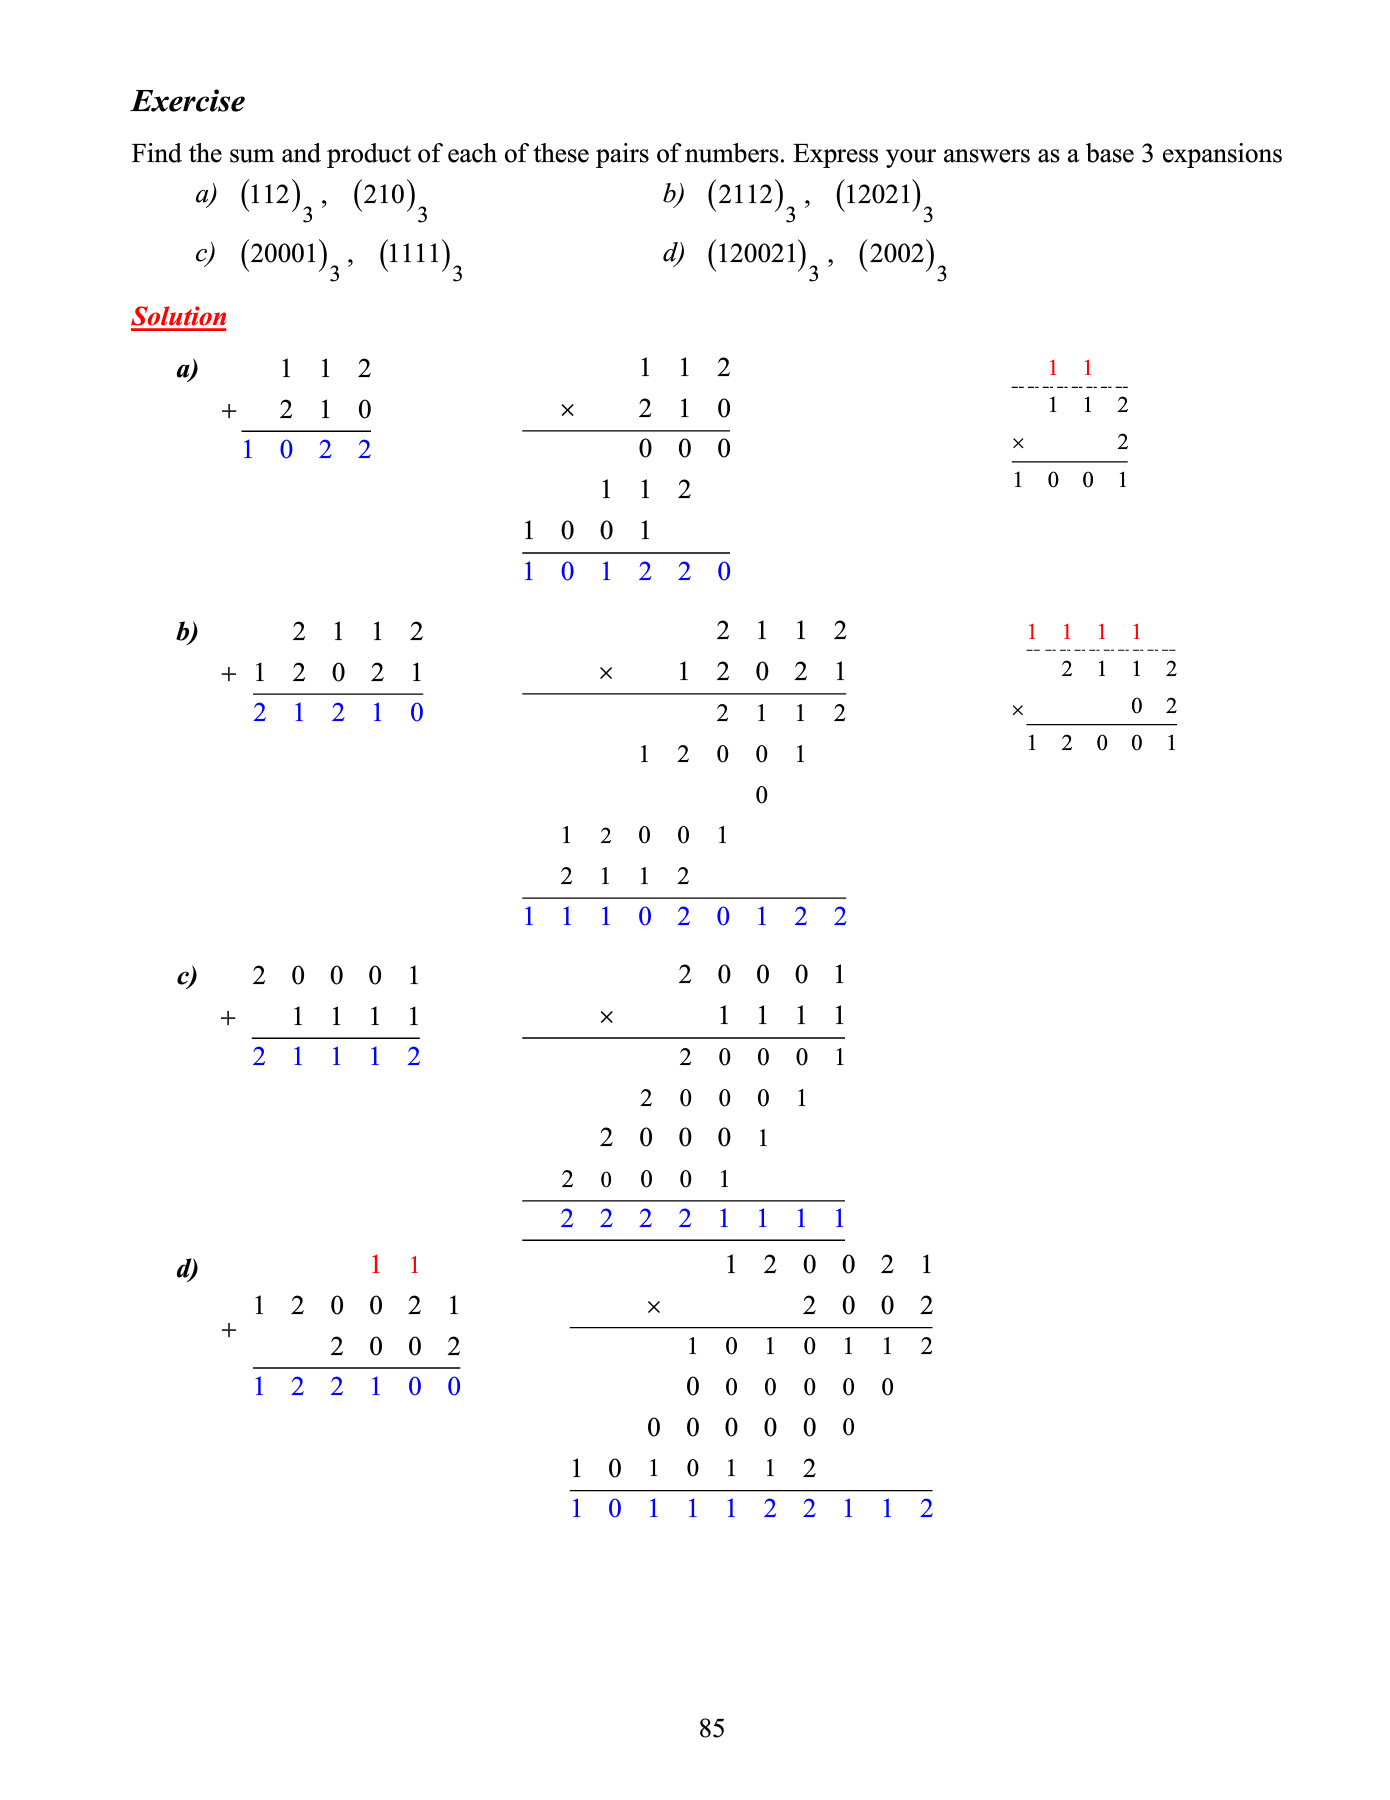 Exercise
Find the sum and product of each of these pairs of numbers. Express your answers as a base 3 expansions
a) (112)₃, (210)₃ b) (2112)₃, (12021)₃
c) (20001)₃, (1111)₃ d) (120021)₃, (2002)₃
Solution
a)
1 1 2
+ 2 1 0
1 0 2 2
1 1 2
× 2 1 0
0 0 0
1 1 2
1 0 0 1
1 0 1 2 2 0
1 1
1 1 2
× 2
1 0 0 1
b)
2 1 1 2
+ 1 2 0 2 1
2 1 2 1 0
2 1 1 2
× 1 2 0 2 1
2 1 1 2
1 2 0 0 1
0
1 2 0 0 1
2 1 1 2
1 1 1 0 2 0 1 2 2
1 1 1 1
2 1 1 2
× 0 2
1 2 0 0 1
c)
2 0 0 0 1
+ 1 1 1 1
2 1 1 1 2
2 0 0 0 1
× 1 1 1 1
2 0 0 0 1
2 0 0 0 1
2 0 0 0 1
2 0 0 0 1
2 2 2 2 1 1 1 1
d)
1 1
1 2 0 0 2 1
+ 2 0 0 2
1 2 2 1 0 0
1 2 0 0 2 1
× 2 0 0 2
1 0 1 0 1 1 2
0 0 0 0 0 0
0 0 0 0 0 0
1 0 1 0 1 1 2
1 0 1 1 1 2 2 1 1 2
85